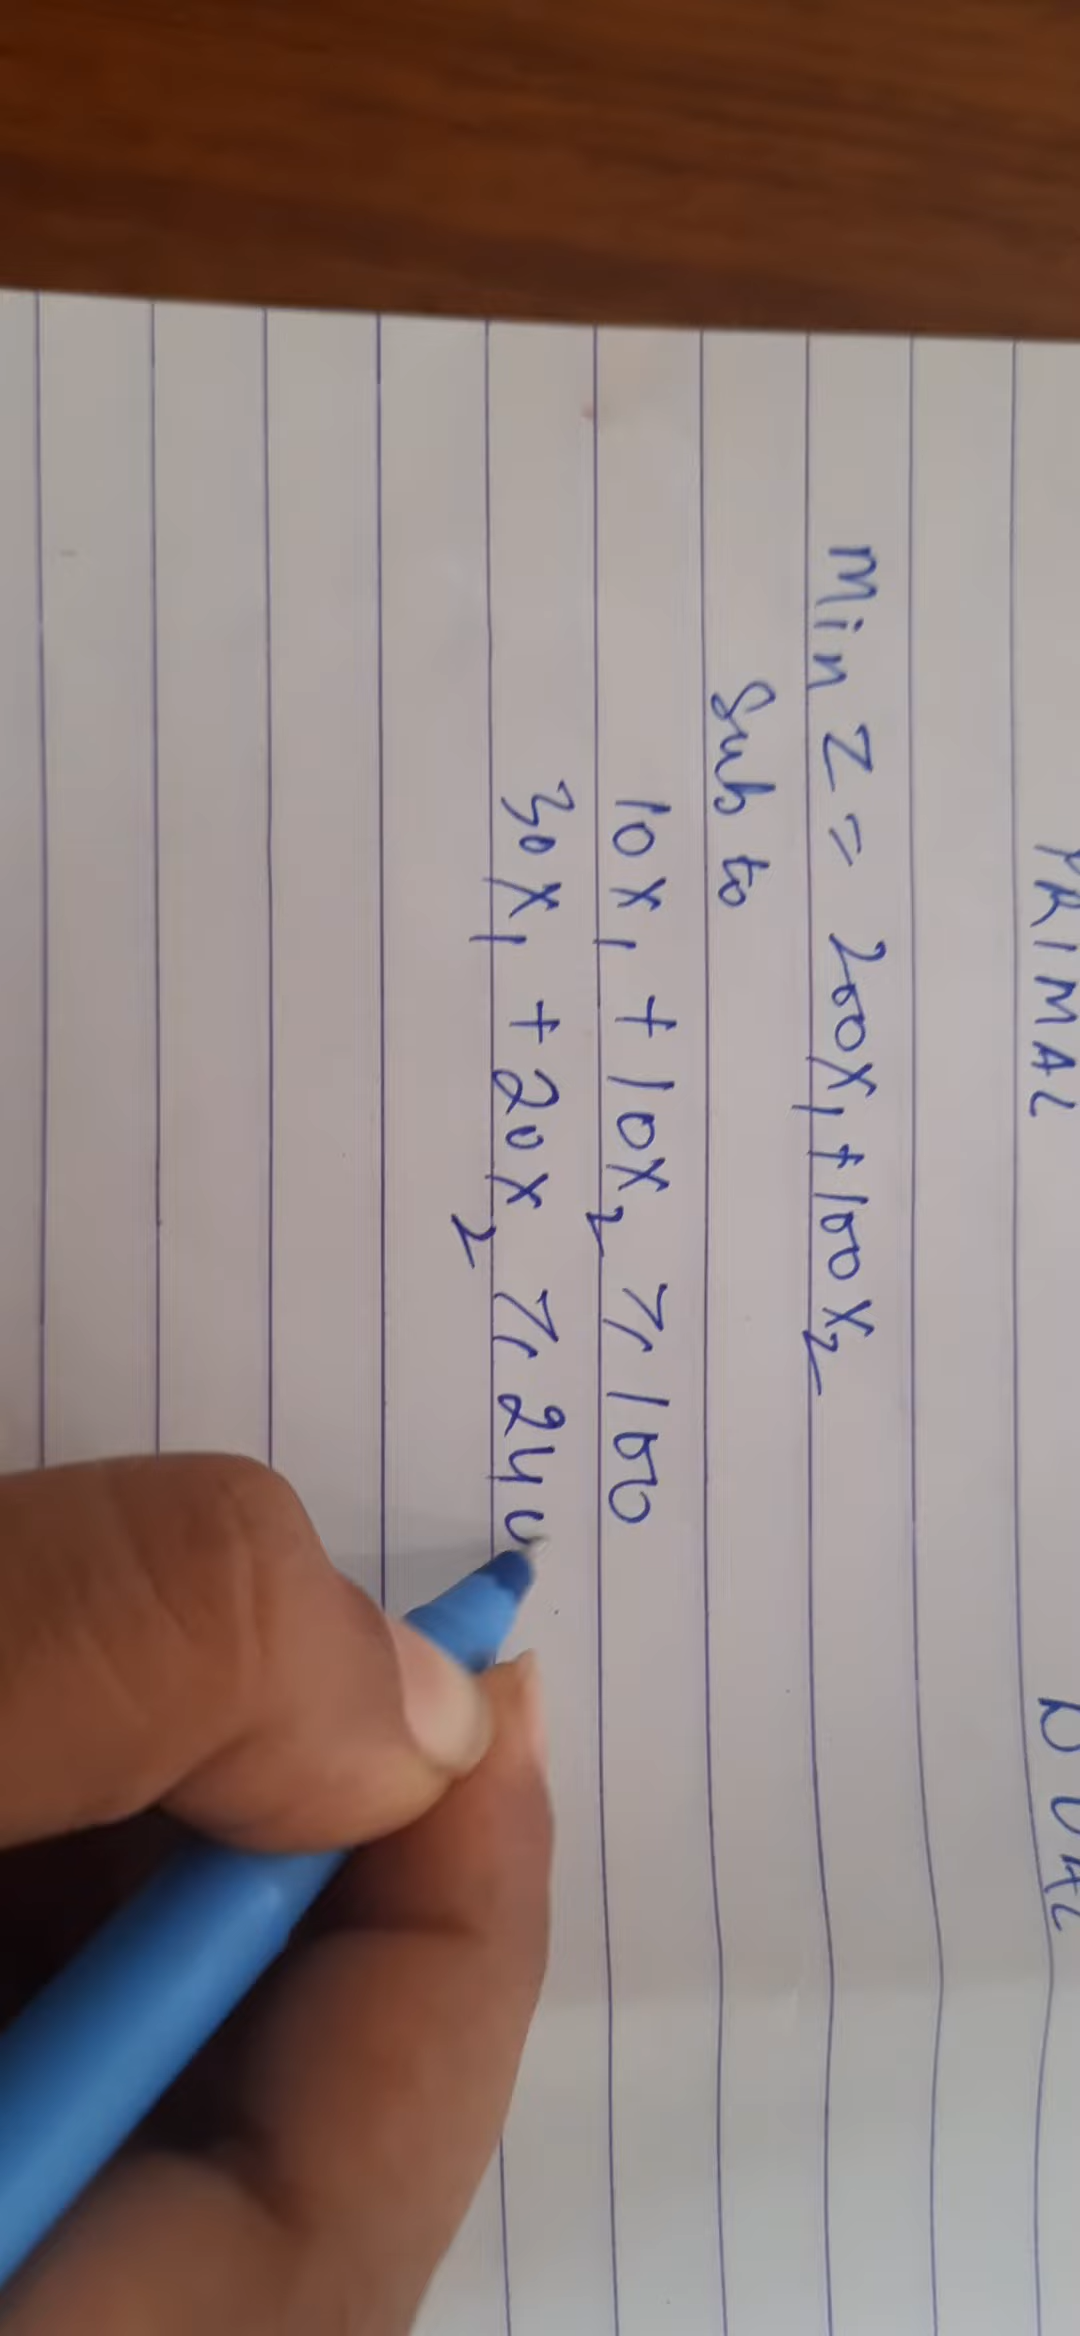 PRIMAL DUAL
Min Z = 200x₁ + 100x₂
Sub to
10x₁ + 10x₂ ≥ 100
30x₁ + 20x₂ ≥ 240